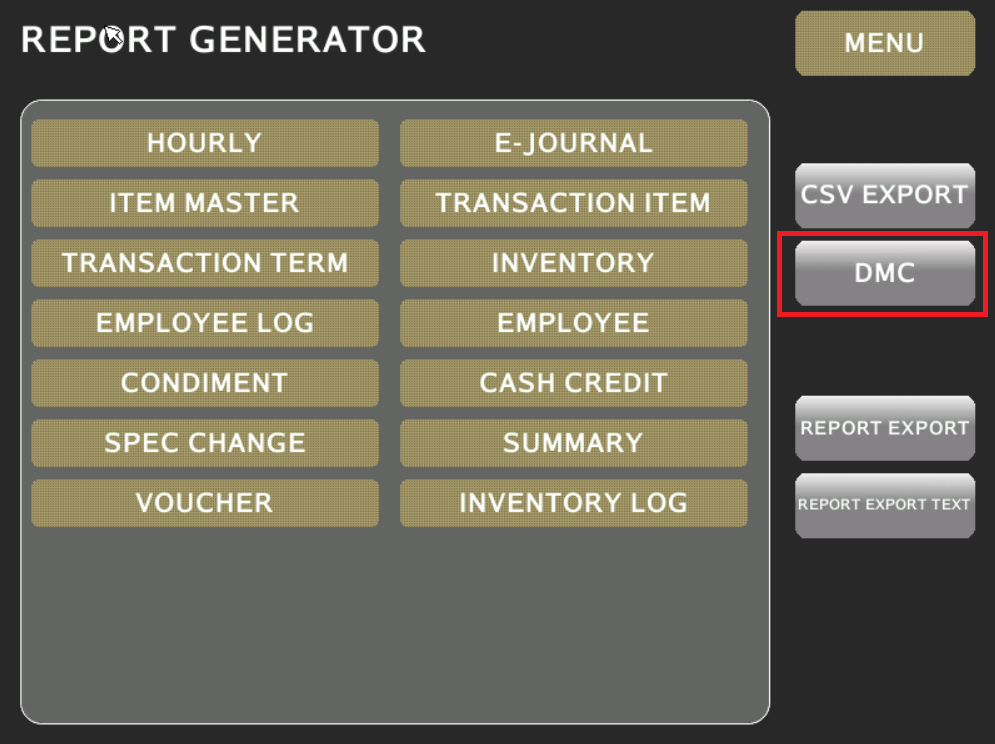 REPORT GENERATOR
MENU
HOURLY
E-JOURNAL
ITEM MASTER
TRANSACTION ITEM
TRANSACTION TERM
INVENTORY
EMPLOYEE LOG
EMPLOYEE
CONDIMENT
CASH CREDIT
SPEC CHANGE
SUMMARY
VOUCHER
INVENTORY LOG
CSV EXPORT
DMC
REPORT EXPORT
REPORT EXPORT TEXT